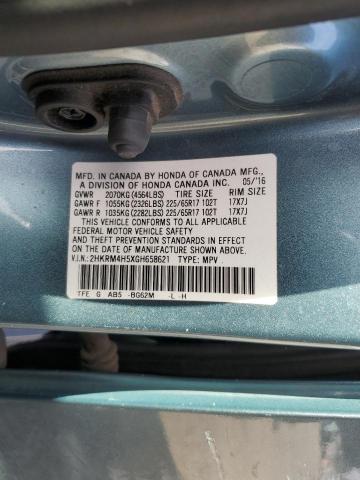 MFD. IN CANADA BY HONDA OF CANADA MFG.,
A DIVISION OF HONDA CANADA INC. 05/'16
GVWR 2070KG(4564LBS) TIRE SIZE RIM SIZE
GAWR F 1055KG(2326LBS) 225/65R17 102T 17X7J
GAWR R 1035KG(2282LBS) 225/65R17 102T 17X7J
THIS VEHICLE CONFORMS TO ALL APPLICABLE
FEDERAL MOTOR VEHICLE SAFETY, BUMPER,
AND THEFT PREVENTION STANDARDS IN EFFECT
ON THE DATE OF MANUFACTURE SHOWN ABOVE.
V.I.N: 2HKRM4H5XGH658621 TYPE: MPV
TFE G AB5 -BG62M -L -H